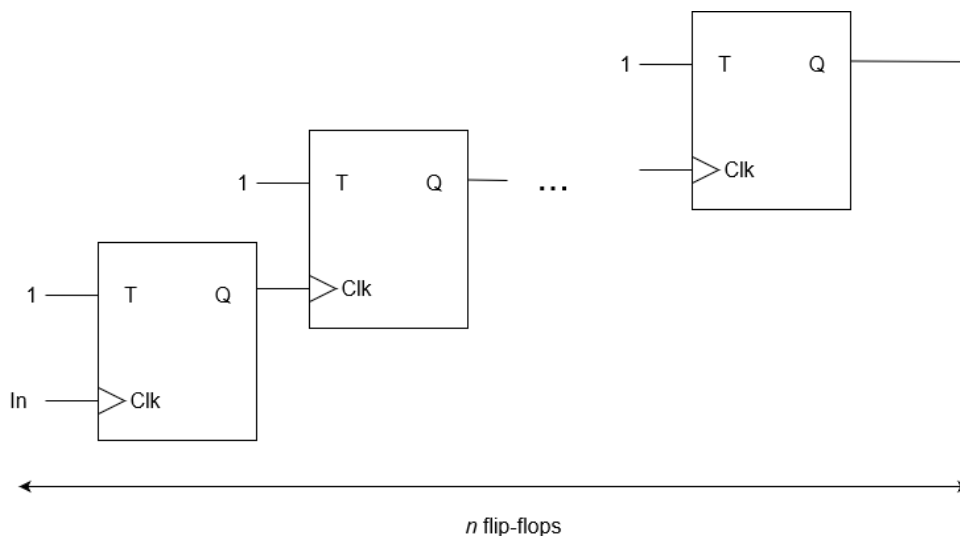 1 T Q
Clk
1 T Q
...
Clk
1 T Q
In Clk
n flip-flops